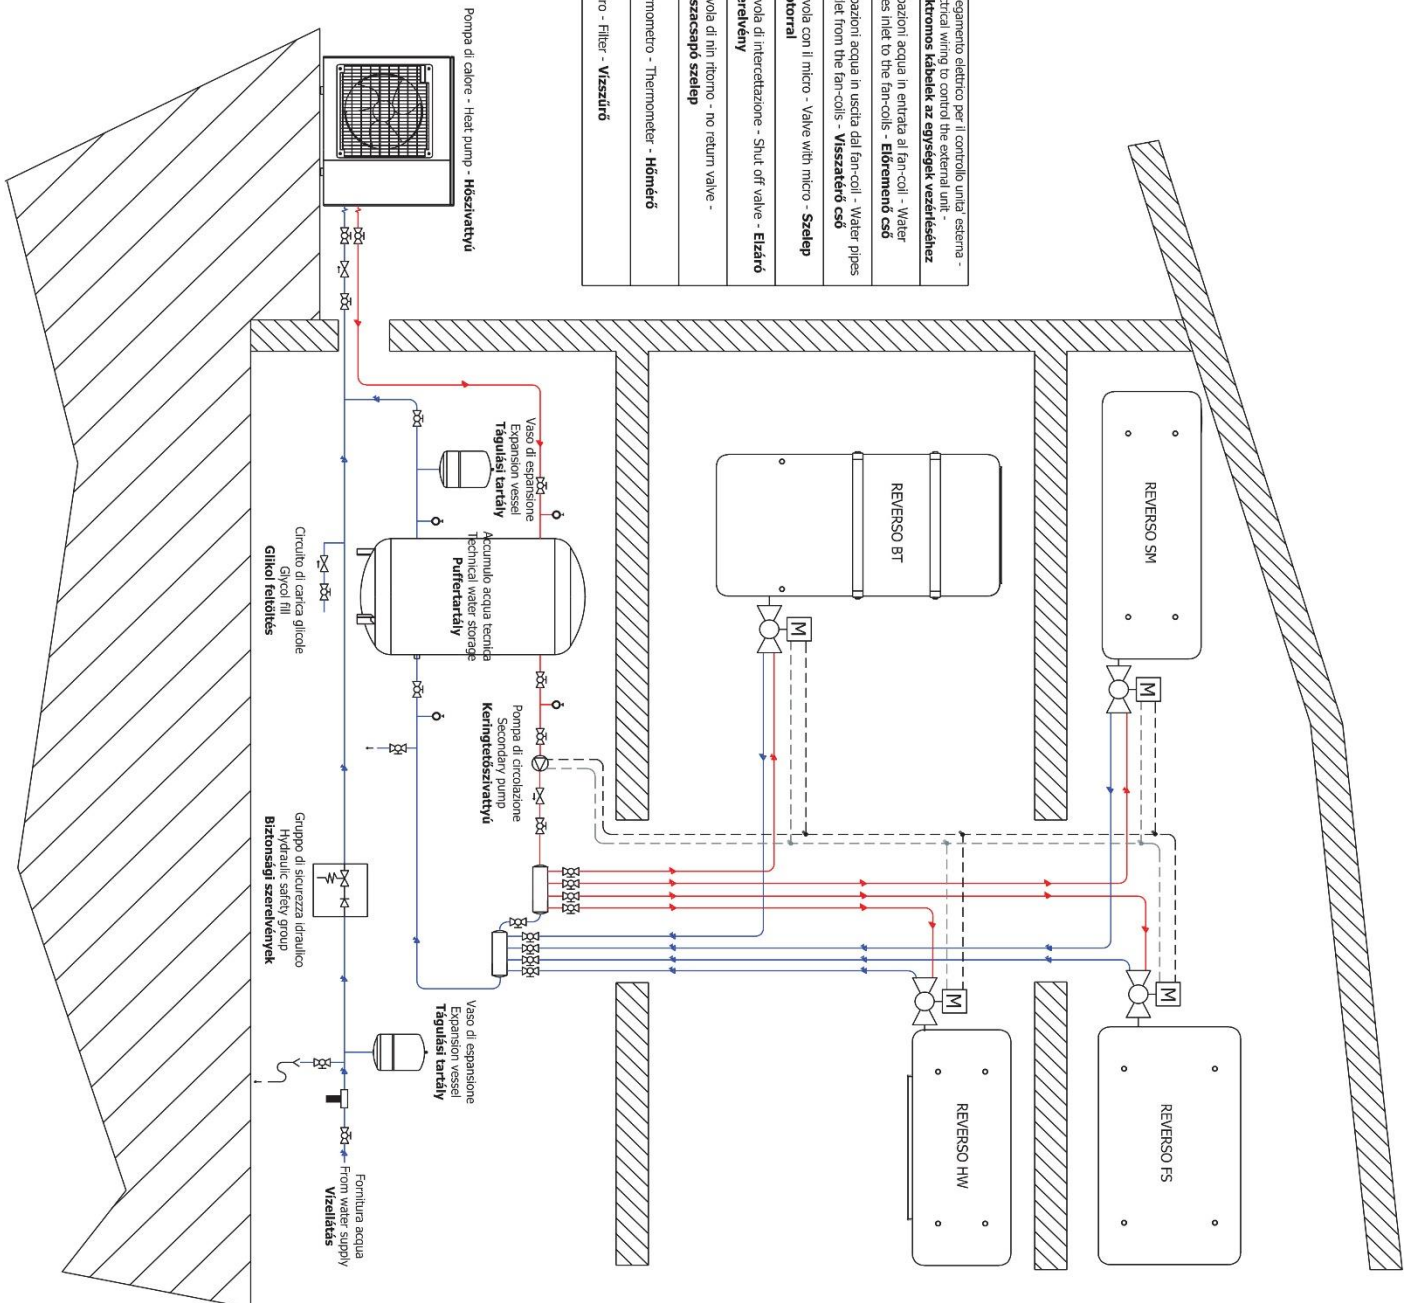 egamento elettrico per il controllo unita' esterna -
ctrical wiring to control the external unit -
ktromos kábelek az egységek vezérléséhez
bazioni acqua in entrata al fan-coil - Water
es inlet to the fan-coils - Előremenő cső
bazioni acqua in uscita dal fan-coil - Water pipes
let from the fan-coils - Visszatérő cső
vola con il micro - Valve with micro - Szelep
otorral
vola di intercettazione - Shut off valve - Elzáró
erelvény
vola di nin ritorno - no return valve -
szacsapó szelep
rmometro - Thermometer - Hőmérő
ro - Filter - Vízszűrő
REVERSO SM
M
REVERSO FS
M
REVERSO BT
M
REVERSO HW
M
Pompa di calore - Heat pump - Hőszivattyú
Vaso di espansione
Expansion vessel
Tágulási tartály
Accumulo acqua tecnica
Technical water storage
Puffertartály
Pompa di circolazione
Secondary pump
Keringtetőszivattyú
Vaso di espansione
Expansion vessel
Tágulási tartály
Circuito di carica glicole
Glycol fill
Glikol feltöltés
Gruppo di sicurezza idraulico
Hydraulic safety group
Biztonsági szerelvények
Fornitura acqua
From water supply
Vízellátás